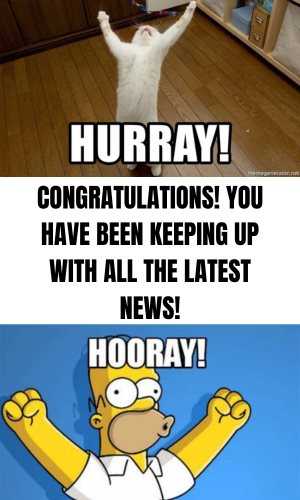 HURRAY!
memegenerator.net
CONGRATULATIONS! YOU
HAVE BEEN KEEPING UP
WITH ALL THE LATEST
NEWS!
HOORAY!